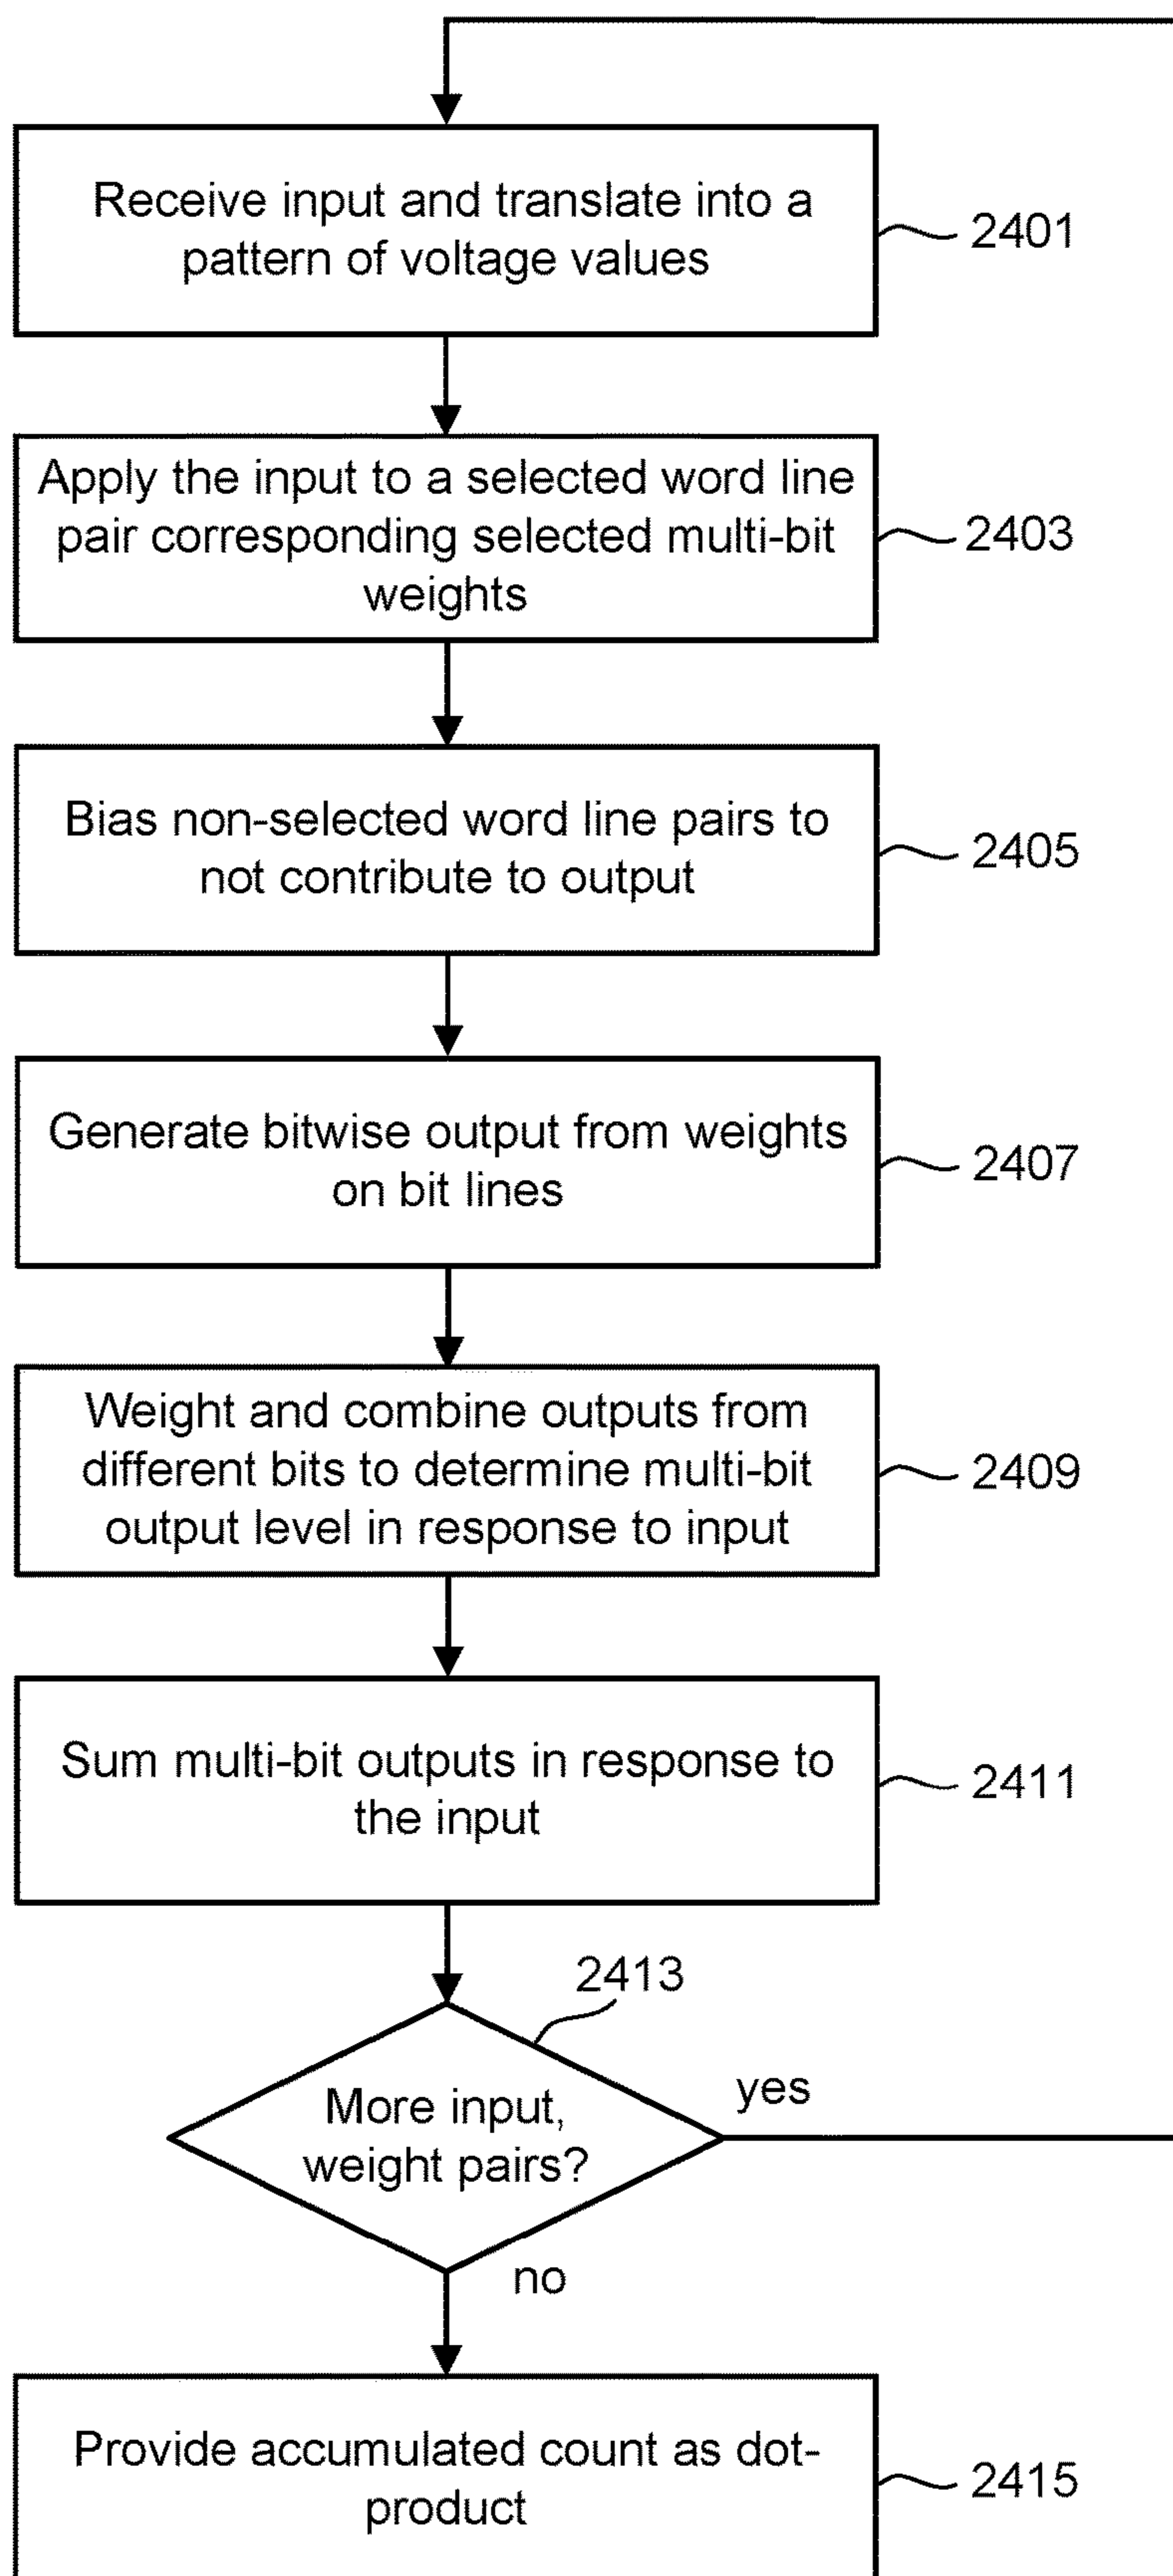 Receive input and translate into a
pattern of voltage values
2401
Apply the input to a selected word line
pair corresponding selected multi-bit
weights
2403
Bias non-selected word line pairs to
not contribute to output
2405
Generate bitwise output from weights
on bit lines
2407
Weight and combine outputs from
different bits to determine multi-bit
output level in response to input
2409
Sum multi-bit outputs in response to
the input
2411
2413
More input,
weight pairs?
yes
no
Provide accumulated count as dot-
product
2415